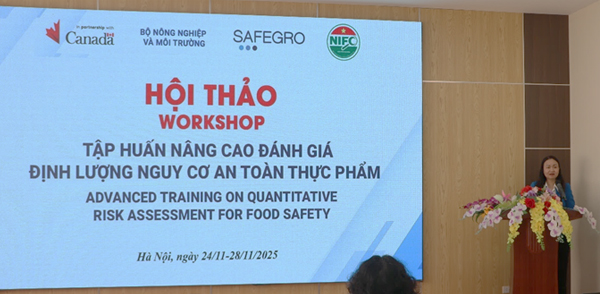 In partnership with
Canada
BỘ NÔNG NGHIỆP
VÀ MÔI TRƯỜNG
SAFEGRO
NIFC
HỘI THẢO
WORKSHOP
TẬP HUẤN NÂNG CAO ĐÁNH GIÁ
ĐỊNH LƯỢNG NGUY CƠ AN TOÀN THỰC PHẨM
ADVANCED TRAINING ON QUANTITATIVE
RISK ASSESSMENT FOR FOOD SAFETY
Hà Nội, ngày 24/11-28/11/2025